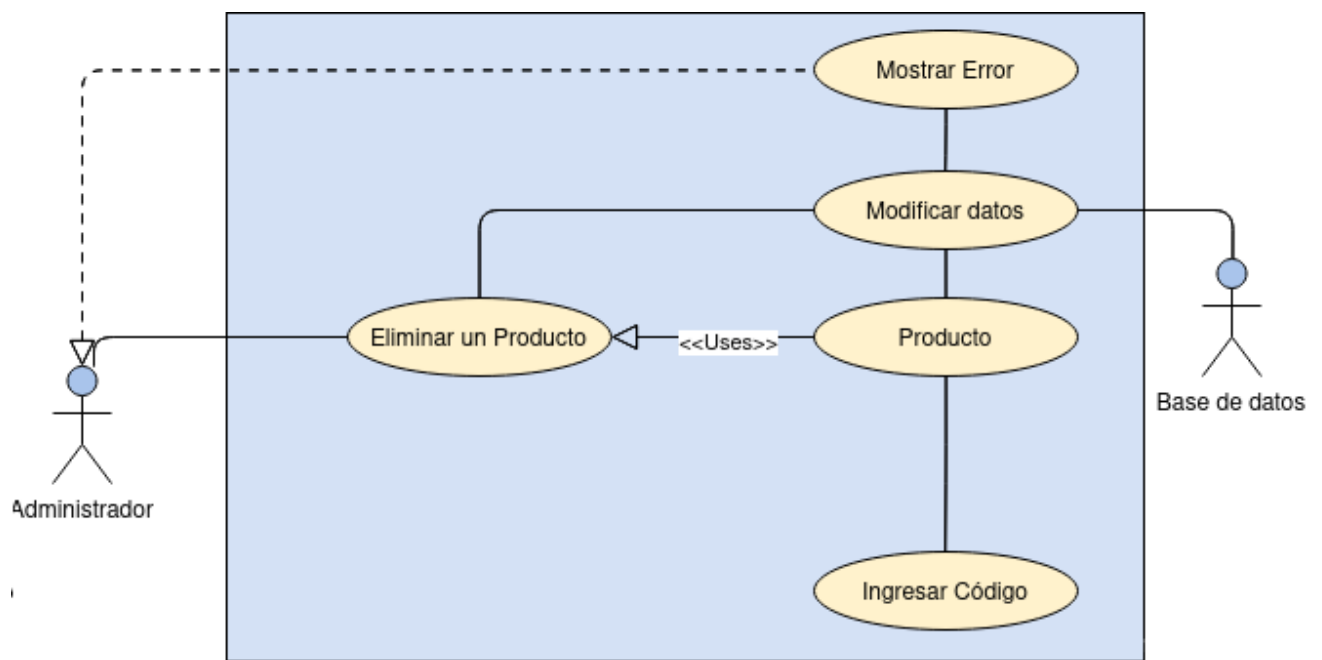 Mostrar Error
Modificar datos
Eliminar un Producto
<<Uses>>
Producto
Base de datos
Administrador
Ingresar Código